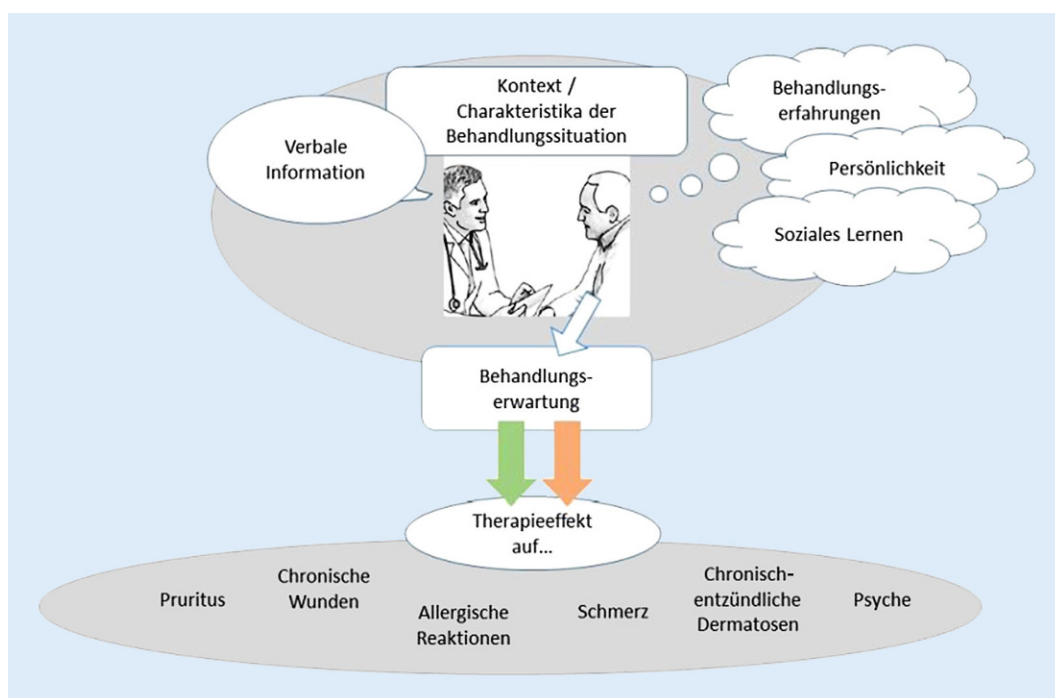 Kontext /
Charakteristika der
Behandlungssituation
Verbale
Information
Behandlungs-
erfahrungen
Persönlichkeit
Soziales Lernen
Behandlungs-
erwartung
Therapieeffekt
auf...
Pruritus
Chronische
Wunden
Allergische
Reaktionen
Schmerz
Chronisch-
entzündliche
Dermatosen
Psyche